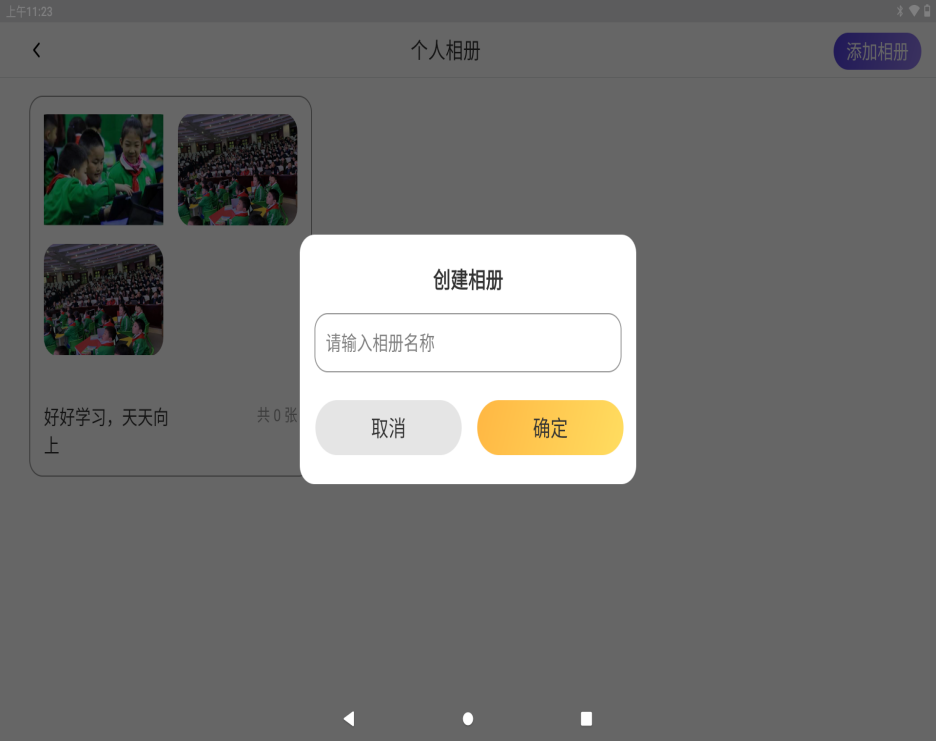 上午11:23
个人相册
添加相册
好好学习，天天向
上
共 0 张
创建相册
请输入相册名称
取消
确定